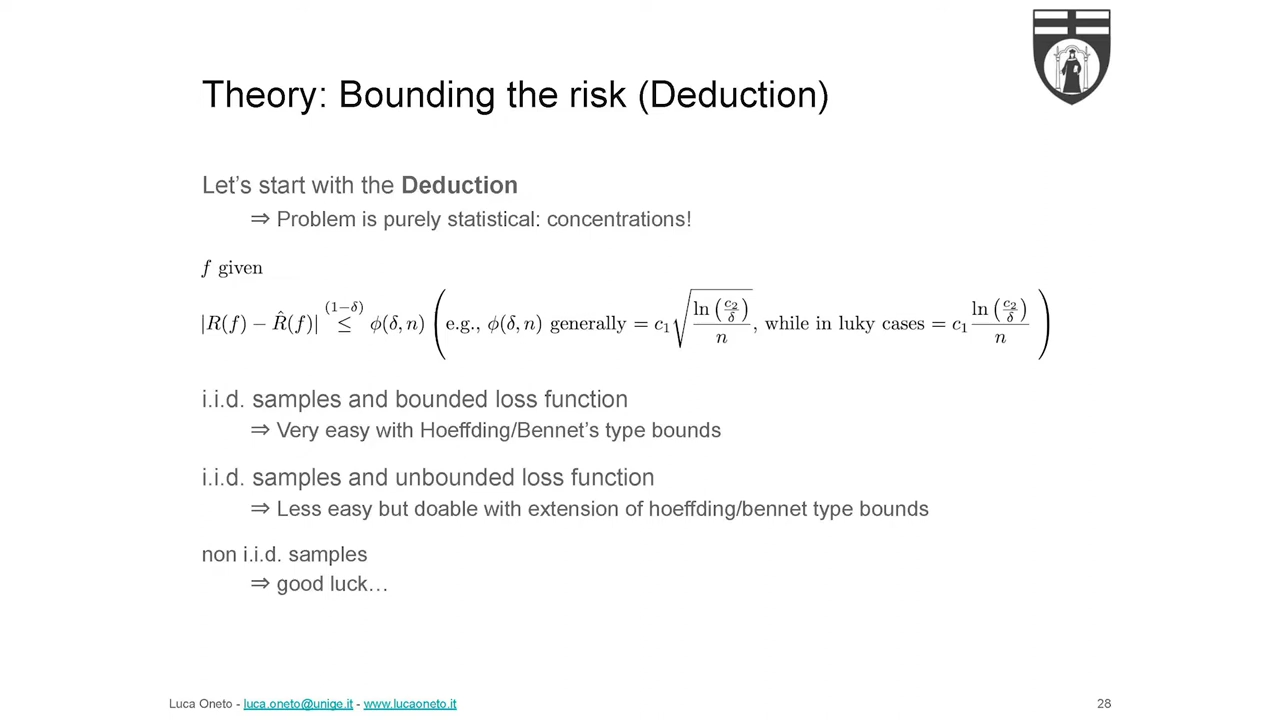 Theory: Bounding the risk (Deduction)
Let's start with the Deduction
⇒ Problem is purely statistical: concentrations!
f given
|R(f) − R̂(f)| ≤^{(1−δ)} ϕ(δ, n) (e.g., ϕ(δ, n) generally = c₁ √(ln(c₂/δ)/n), while in luky cases = c₁ ln(c₂/δ)/n)
i.i.d. samples and bounded loss function
⇒ Very easy with Hoeffding/Bennet's type bounds
i.i.d. samples and unbounded loss function
⇒ Less easy but doable with extension of hoeffding/bennet type bounds
non i.i.d. samples
⇒ good luck…
Luca Oneto - luca.oneto@unige.it - www.lucaoneto.it
28